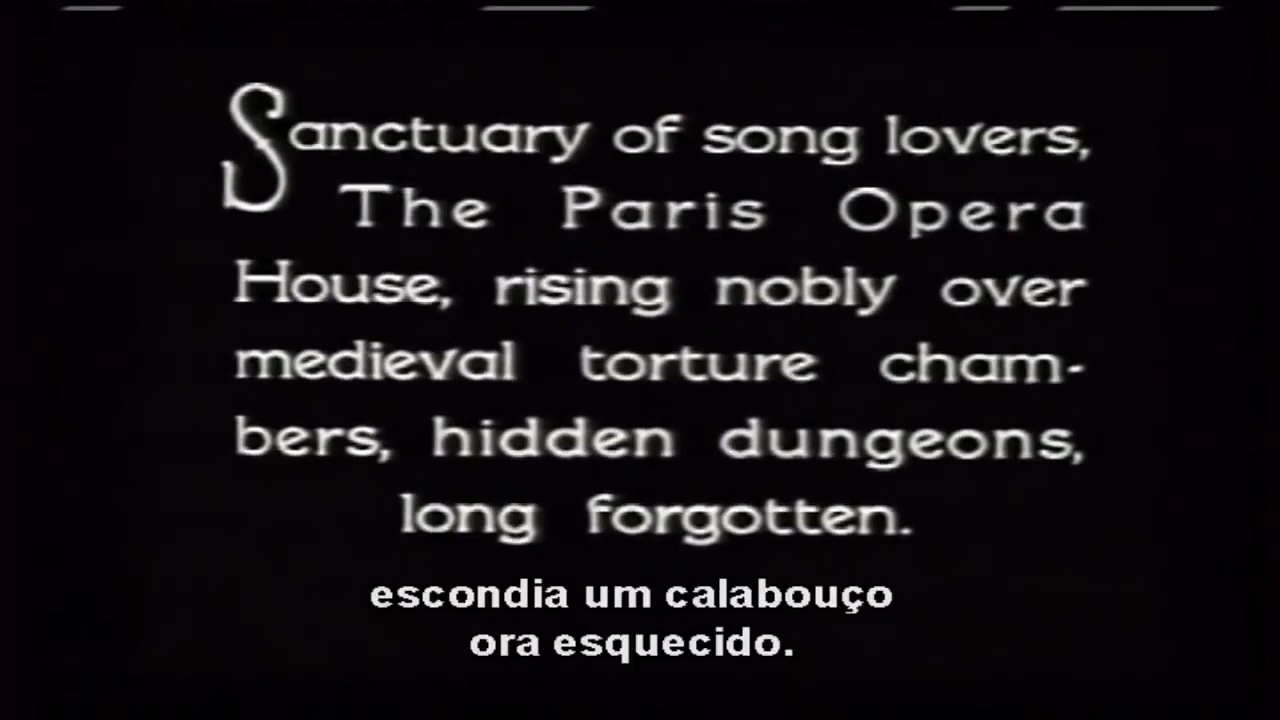 Sanctuary of song lovers,
The Paris Opera
House, rising nobly over
medieval torture cham-
bers, hidden dungeons,
long forgotten.
escondia um calabouço
ora esquecido.